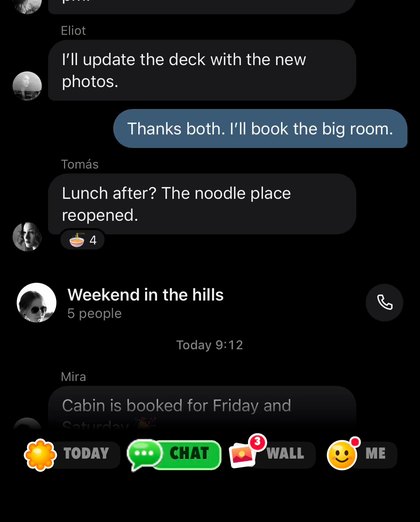 Eliot
I’ll update the deck with the new
photos.
Thanks both. I’ll book the big room.
Tomás
Lunch after? The noodle place
reopened.
4
Weekend in the hills
5 people
Today 9:12
Mira
Cabin is booked for Friday and
Saturday
TODAY
CHAT
3
WALL
ME